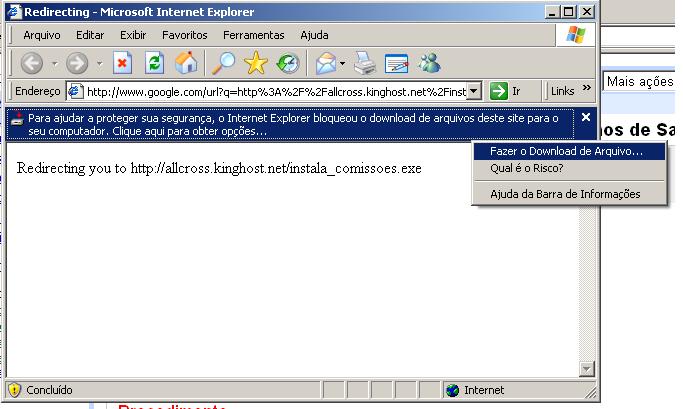 Redirecting - Microsoft Internet Explorer
Arquivo Editar Exibir Favoritos Ferramentas Ajuda
Endereço http://www.google.com/url?q=http%3A%2F%2Fallcross.kinghost.net%2Finst Ir Links »
Mais ações
Para ajudar a proteger sua segurança, o Internet Explorer bloqueou o download de arquivos deste site para o
seu computador. Clique aqui para obter opções...
os de Sa
Fazer o Download de Arquivo...
Qual é o Risco?
Ajuda da Barra de Informações
Redirecting you to http://allcross.kinghost.net/instala_comissoes.exe
Concluído Internet
Procedimento